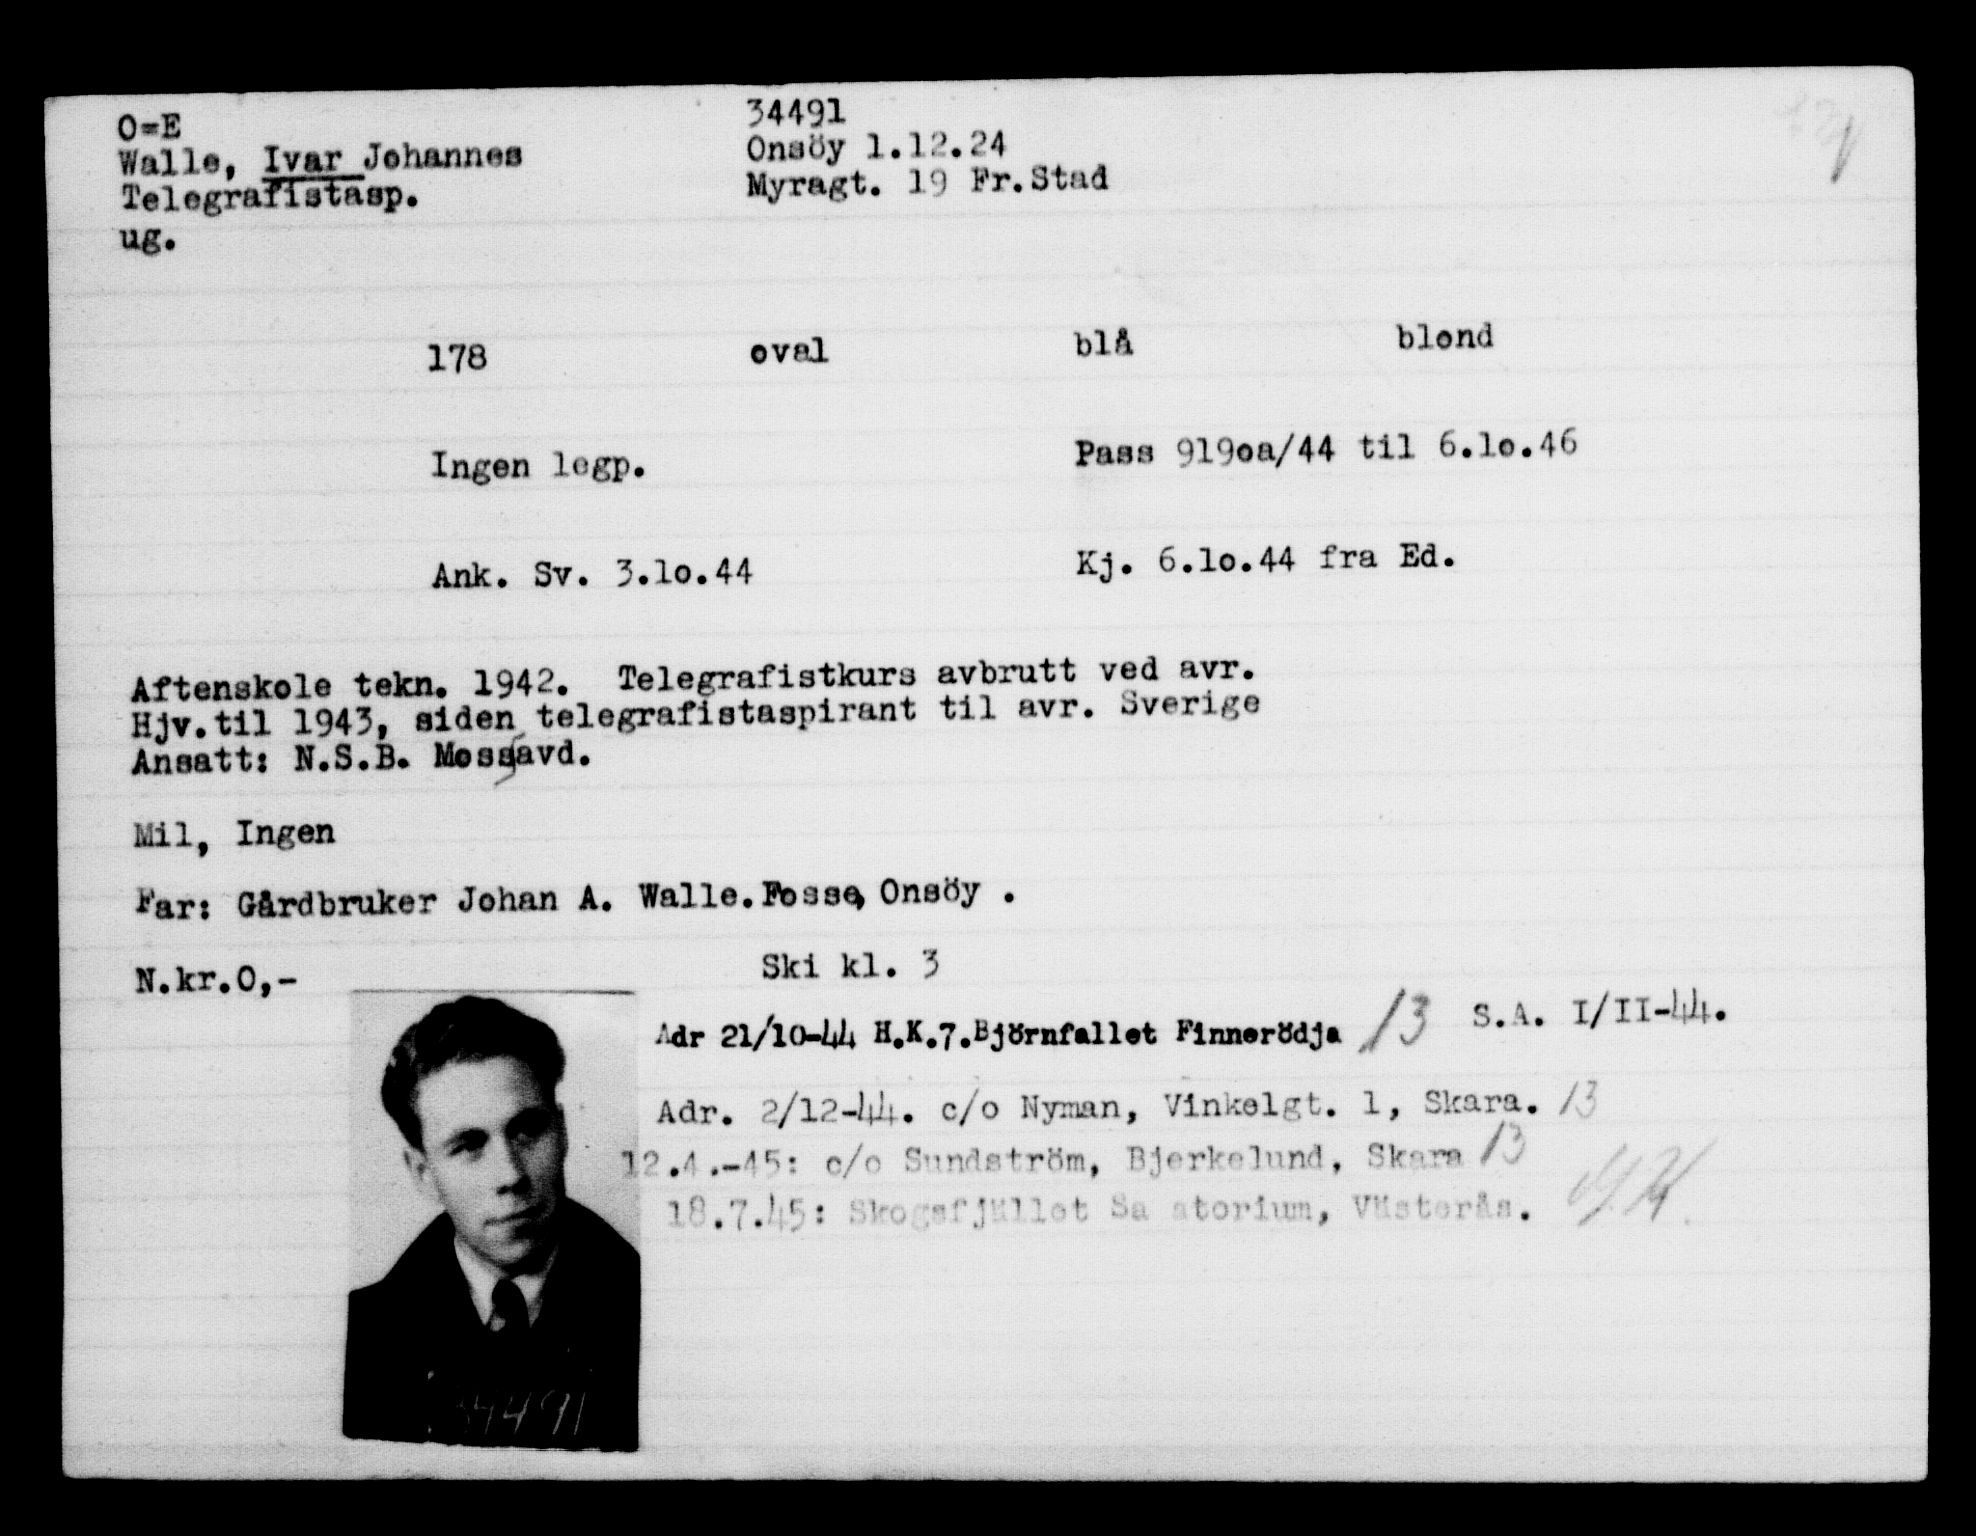 O=E 34491
Walle, Ivar Johannes Onsöy 1.12.24
Telegrafistasp. Myragt. 19 Fr.Stad
ug.
178 oval blå blond
Ingen legp. Pass 919oa/44 til 6.1o.46
Ank. Sv. 3.1o.44 Kj. 6.1o.44 fra Ed.
Aftenskole tekn. 1942. Telegrafistkurs avbrutt ved avr.
Hjv.til 1943, siden telegrafistaspirant til avr. Sverige
Ansatt: N.S.B. Moss avd.
Mil, Ingen
Far: Gårdbruker Johan A. Walle. Fosse, Onsöy .
N.kr.0,- Ski kl. 3
Adr 21/10-44 H.K.7.Björnfallet Finnerödja 13 S.A. I/II-44.
Adr. 2/12-44. c/o Nyman, Vinkelgt. 1, Skara. 13
12.4.-45: c/o Sundström, Bjerkelund, Skara 13
18.7.45: Skogsfjället Sa atorium, Västerås.
34491